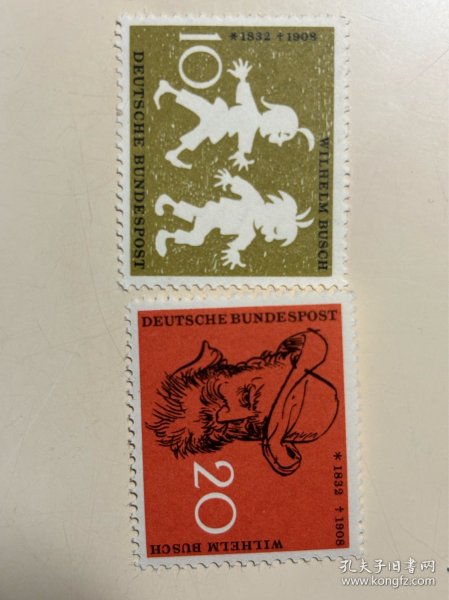 10
* 1832 † 1908
DEUTSCHE BUNDESPOST
WILHELM BUSCH
DEUTSCHE BUNDESPOST
20
* 1832 † 1908
WILHELM BUSCH
孔夫子旧书网
www.kongfz.com